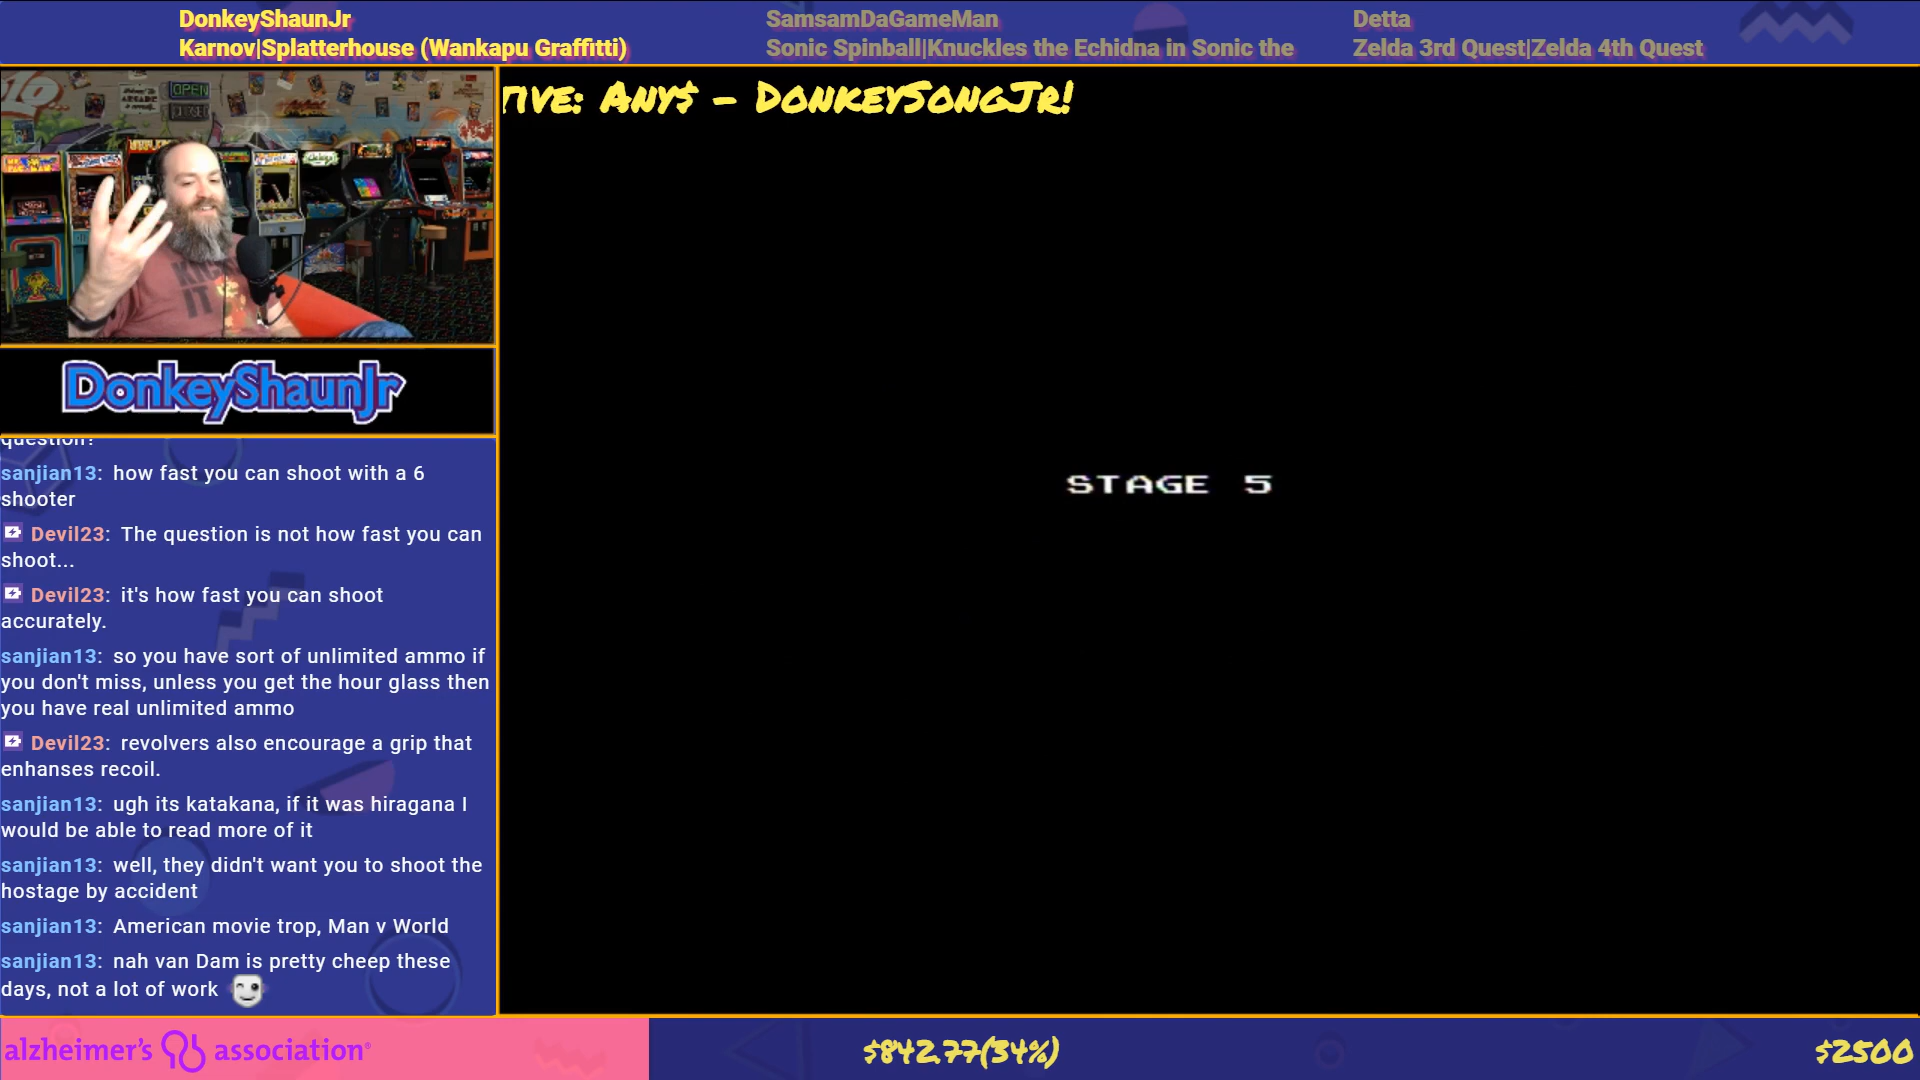 DonkeyShaunJr
Karnov|Splatterhouse (Wankapu Graffitti)
SamsamDaGameMan
Sonic Spinball|Knuckles the Echidna in Sonic the
Detta
Zelda 3rd Quest|Zelda 4th Quest
TIVE: ANY$ - DONKEYSONGJR!
OPEN
DonkeyShaunJr
question?
sanjian13: how fast you can shoot with a 6
shooter
Devil23: The question is not how fast you can
shoot...
Devil23: it's how fast you can shoot
accurately.
sanjian13: so you have sort of unlimited ammo if
you don't miss, unless you get the hour glass then
you have real unlimited ammo
Devil23: revolvers also encourage a grip that
enhanses recoil.
sanjian13: ugh its katakana, if it was hiragana I
would be able to read more of it
sanjian13: well, they didn't want you to shoot the
hostage by accident
sanjian13: American movie trop, Man v World
sanjian13: nah van Dam is pretty cheep these
days, not a lot of work
STAGE 5
alzheimer's association®
$842.77(34%)
$2500